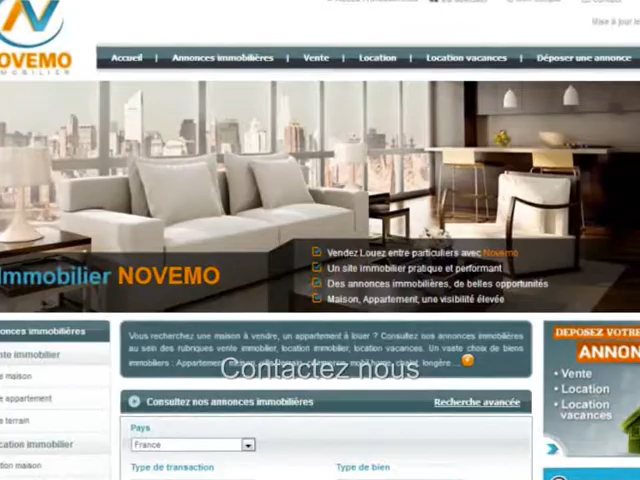 NOVEMO
Accueil | Annonces immobilières | Vente | Location | Location vacances | Déposer une annonce
Vendez Louez entre particuliers avec Novemo
Un site immobilier pratique et performant
Des annonces immobilières, de belles opportunités
Maison, Appartement, une visibilité élevée
Immobilier NOVEMO
immobilières
immobilier
maison
appartement
terrain
immobilier
maison
Vous recherchez une maison à vendre, un appartement à louer ? Consultez nos annonces immobilières
au sein des rubriques vente immobilier, location immobilier, location vacances. Un vaste choix de biens
immobiliers : Appartement
Contactez nous
Consultez nos annonces immobilières Recherche avancée
Pays
France
Type de transaction Type de bien
DEPOSEZ VOTRE
ANNON
• Vente
• Location
• Location
vacances